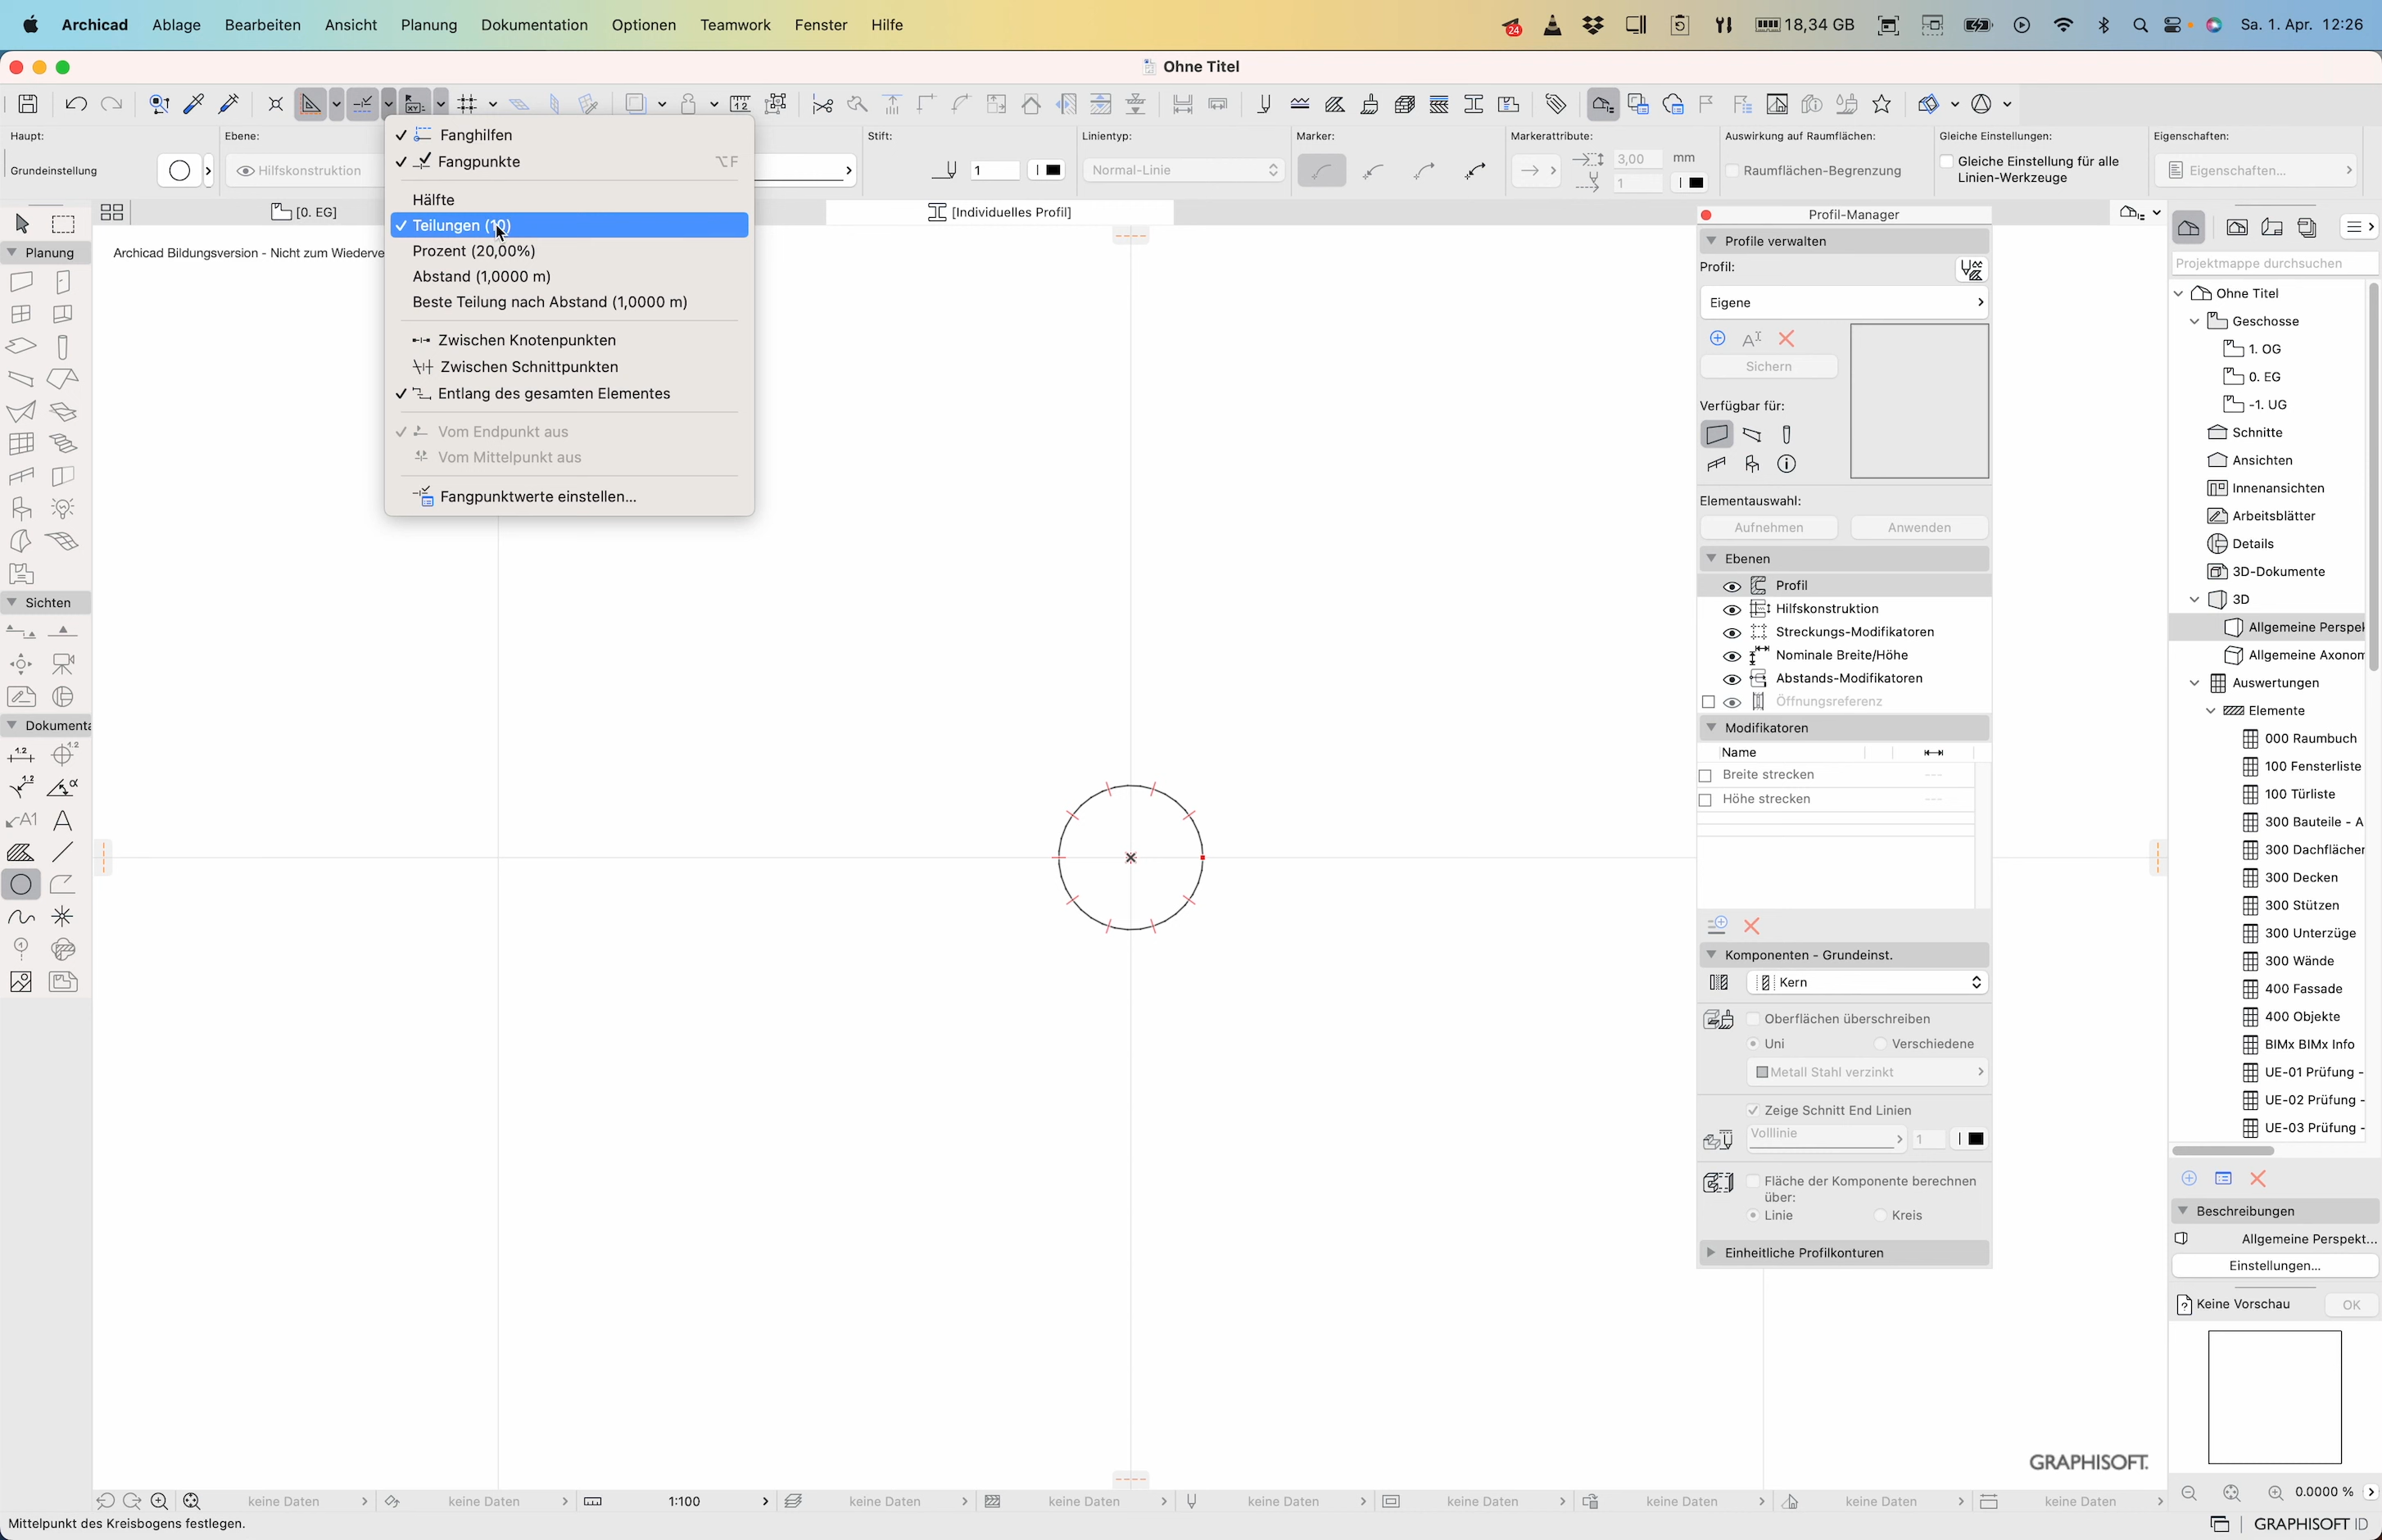 Archicad Ablage Bearbeiten Ansicht Planung Dokumentation Optionen Teamwork Fenster Hilfe 24 18,34 GB Sa. 1. Apr. 12:26
Ohne Titel
Haupt: Ebene: Stift: Linientyp: Marker: Markerattribute: Auswirkung auf Raumflächen: Gleiche Einstellungen: Eigenschaften:
Grundeinstellung Hilfskonstruktion 1 Normal-Linie 3,00 mm 1 Raumflächen-Begrenzung Gleiche Einstellung für alle Linien-Werkzeuge Eigenschaften...
[0. EG] [Individuelles Profil]
Archicad Bildungsversion - Nicht zum Wiederve
Fanghilfen
Fangpunkte ⌥F
Hälfte
Teilungen (10)
Prozent (20,00%)
Abstand (1,0000 m)
Beste Teilung nach Abstand (1,0000 m)
Zwischen Knotenpunkten
Zwischen Schnittpunkten
Entlang des gesamten Elementes
Vom Endpunkt aus
Vom Mittelpunkt aus
Fangpunktwerte einstellen...
Planung
Sichten
Dokumenta
1.2
1.2
1.2
A1 A
Profil-Manager
Profile verwalten
Profil:
Eigene
Sichern
Verfügbar für:
Elementauswahl:
Aufnehmen Anwenden
Ebenen
Profil
Hilfskonstruktion
Streckungs-Modifikatoren
Nominale Breite/Höhe
Abstands-Modifikatoren
Öffnungsreferenz
Modifikatoren
Name
Breite strecken ---
Höhe strecken ---
Komponenten - Grundeinst.
Kern
Oberflächen überschreiben
Uni Verschiedene
Metall Stahl verzinkt
Zeige Schnitt End Linien
Volllinie 1
Fläche der Komponente berechnen
über:
Linie Kreis
Einheitliche Profilkonturen
Projektmappe durchsuchen
Ohne Titel
Geschosse
1. OG
0. EG
-1. UG
Schnitte
Ansichten
Innenansichten
Arbeitsblätter
Details
3D-Dokumente
3D
Allgemeine Perspek
Allgemeine Axonom
Auswertungen
Elemente
000 Raumbuch
100 Fensterliste
100 Türliste
300 Bauteile - A
300 Dachflächen
300 Decken
300 Stützen
300 Unterzüge
300 Wände
400 Fassade
400 Objekte
BIMx BIMx Info
UE-01 Prüfung -
UE-02 Prüfung -
UE-03 Prüfung -
Beschreibungen
Allgemeine Perspekt...
Einstellungen...
Keine Vorschau OK
GRAPHISOFT.
keine Daten keine Daten 1:100 keine Daten keine Daten keine Daten keine Daten keine Daten keine Daten keine Daten 0.0000 %
Mittelpunkt des Kreisbogens festlegen. GRAPHISOFT ID